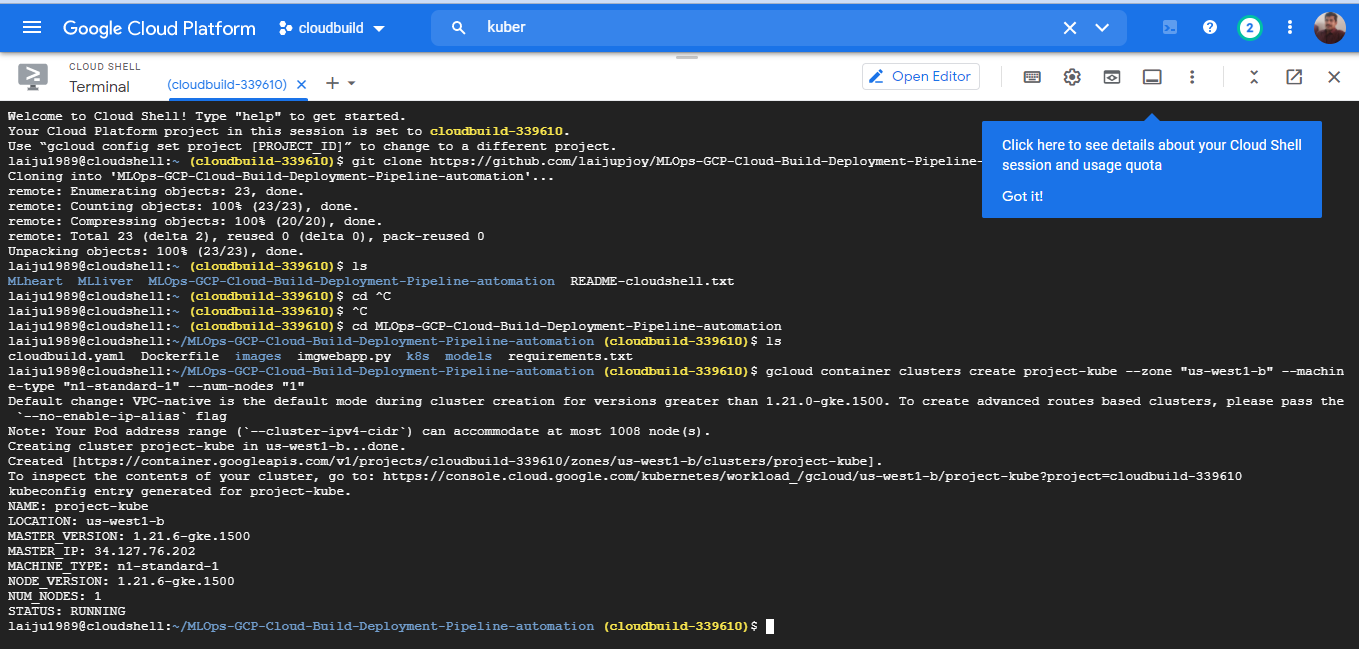 Google Cloud Platform cloudbuild kuber 2
CLOUD SHELL
Terminal (cloudbuild-339610) Open Editor
Welcome to Cloud Shell! Type "help" to get started.
Your Cloud Platform project in this session is set to cloudbuild-339610.
Use “gcloud config set project [PROJECT_ID]” to change to a different project.
laiju1989@cloudshell:~ (cloudbuild-339610)$ git clone https://github.com/laijupjoy/MLOps-GCP-Cloud-Build-Deployment-Pipeline-
Cloning into 'MLOps-GCP-Cloud-Build-Deployment-Pipeline-automation'...
remote: Enumerating objects: 23, done.
remote: Counting objects: 100% (23/23), done.
remote: Compressing objects: 100% (20/20), done.
remote: Total 23 (delta 2), reused 0 (delta 0), pack-reused 0
Unpacking objects: 100% (23/23), done.
laiju1989@cloudshell:~ (cloudbuild-339610)$ ls
MLheart MLliver MLOps-GCP-Cloud-Build-Deployment-Pipeline-automation README-cloudshell.txt
laiju1989@cloudshell:~ (cloudbuild-339610)$ cd ^C
laiju1989@cloudshell:~ (cloudbuild-339610)$ ^C
laiju1989@cloudshell:~ (cloudbuild-339610)$ cd MLOps-GCP-Cloud-Build-Deployment-Pipeline-automation
laiju1989@cloudshell:~/MLOps-GCP-Cloud-Build-Deployment-Pipeline-automation (cloudbuild-339610)$ ls
cloudbuild.yaml Dockerfile images imgwebapp.py k8s models requirements.txt
laiju1989@cloudshell:~/MLOps-GCP-Cloud-Build-Deployment-Pipeline-automation (cloudbuild-339610)$ gcloud container clusters create project-kube --zone "us-west1-b" --machin
e-type "n1-standard-1" --num-nodes "1"
Default change: VPC-native is the default mode during cluster creation for versions greater than 1.21.0-gke.1500. To create advanced routes based clusters, please pass the
`--no-enable-ip-alias` flag
Note: Your Pod address range (`--cluster-ipv4-cidr`) can accommodate at most 1008 node(s).
Creating cluster project-kube in us-west1-b...done.
Created [https://container.googleapis.com/v1/projects/cloudbuild-339610/zones/us-west1-b/clusters/project-kube].
To inspect the contents of your cluster, go to: https://console.cloud.google.com/kubernetes/workload_/gcloud/us-west1-b/project-kube?project=cloudbuild-339610
kubeconfig entry generated for project-kube.
NAME: project-kube
LOCATION: us-west1-b
MASTER_VERSION: 1.21.6-gke.1500
MASTER_IP: 34.127.76.202
MACHINE_TYPE: n1-standard-1
NODE_VERSION: 1.21.6-gke.1500
NUM_NODES: 1
STATUS: RUNNING
laiju1989@cloudshell:~/MLOps-GCP-Cloud-Build-Deployment-Pipeline-automation (cloudbuild-339610)$
Click here to see details about your Cloud Shell
session and usage quota
Got it!